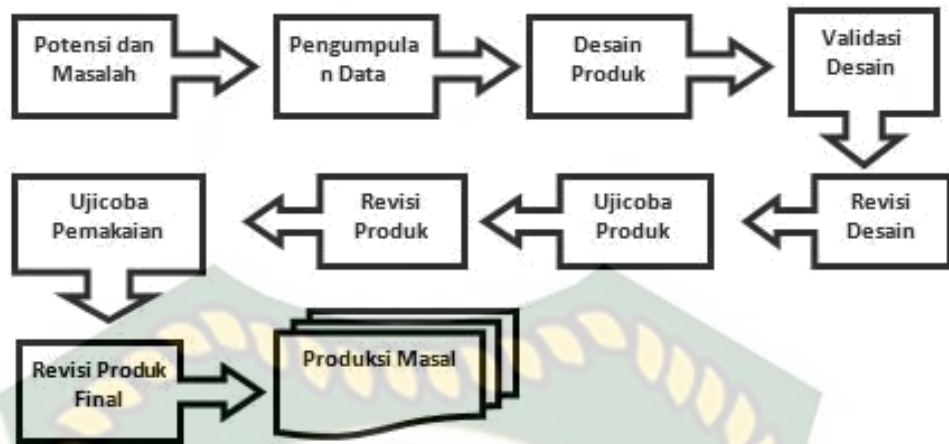 Potensi dan
Masalah
Pengumpula
n Data
Desain
Produk
Validasi
Desain
Revisi
Desain
Ujicoba
Produk
Revisi
Produk
Ujicoba
Pemakaian
Revisi Produk
Final
Produksi Masal